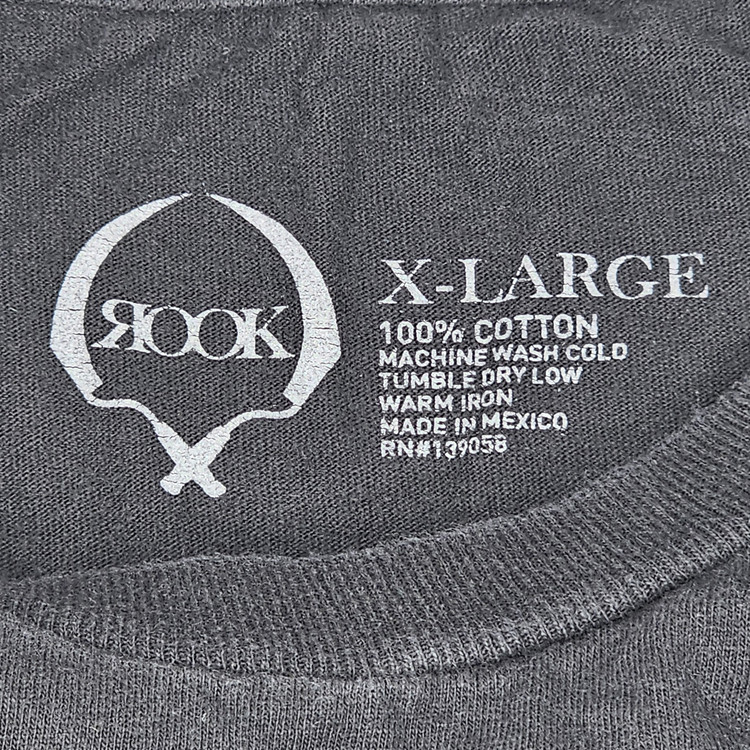 ROOK
X-LARGE
100% COTTON
MACHINE WASH COLD
TUMBLE DRY LOW
WARM IRON
MADE IN MEXICO
RN#139058